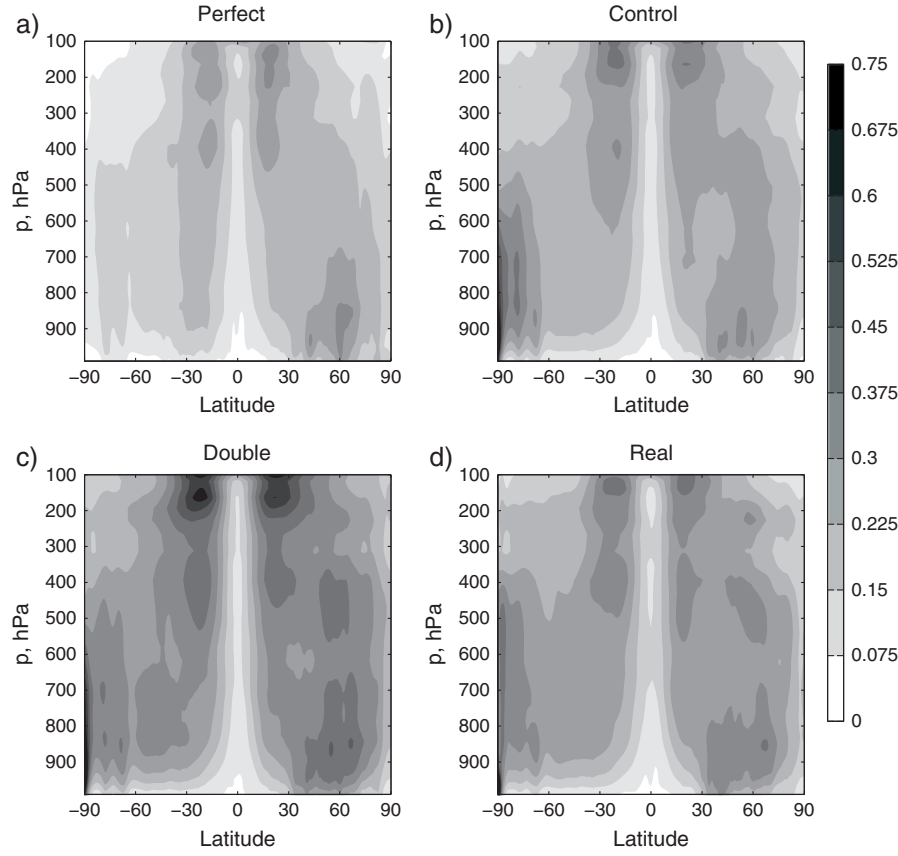 a) Perfect
100
200
300
400
500
600
700
800
900
p, hPa
−90 −60 −30 0 30 60 90
Latitude
b) Control
100
200
300
400
500
600
700
800
900
p, hPa
−90 −60 −30 0 30 60 90
Latitude
c) Double
100
200
300
400
500
600
700
800
900
p, hPa
−90 −60 −30 0 30 60 90
Latitude
d) Real
100
200
300
400
500
600
700
800
900
p, hPa
−90 −60 −30 0 30 60 90
Latitude
0.75
0.675
0.6
0.525
0.45
0.375
0.3
0.225
0.15
0.075
0